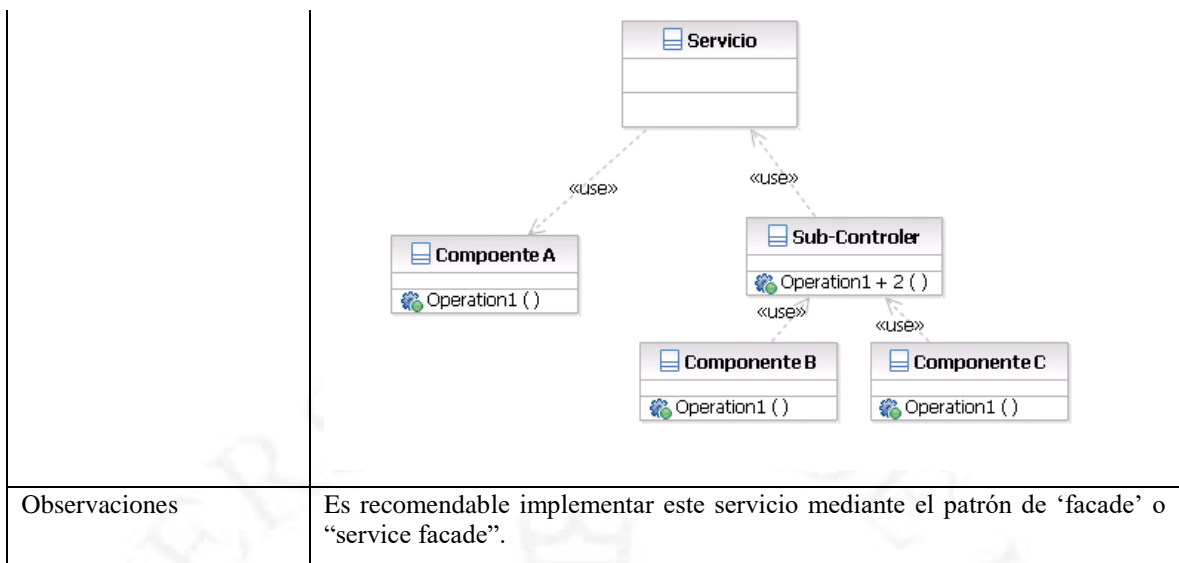 Servicio
«use»
«use»
Compoente A
Operation1 ( )
Sub-Controler
Operation1 + 2 ( )
«use»
«use»
Componente B
Operation1 ( )
Componente C
Operation1 ( )
Observaciones
Es recomendable implementar este servicio mediante el patrón de ‘facade’ o
“service facade”.